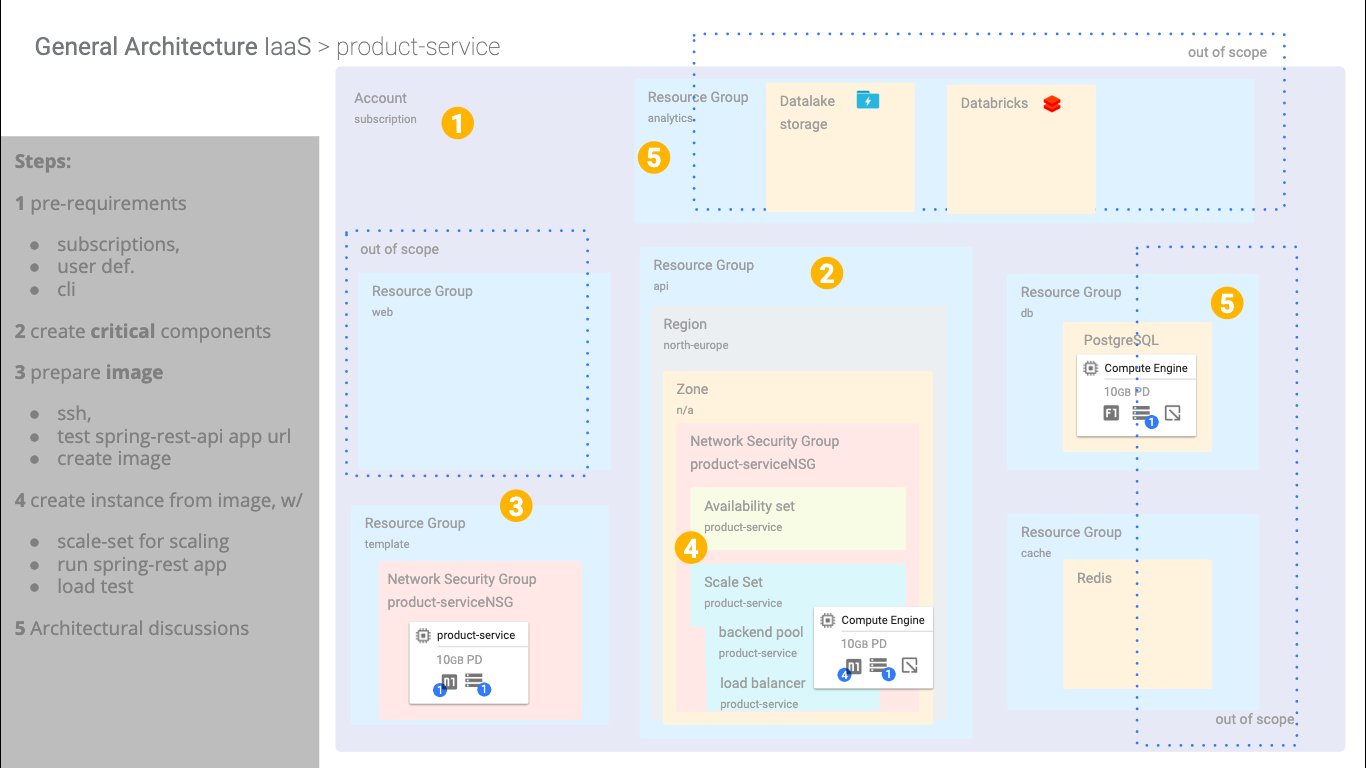 General Architecture IaaS > product-service
Steps:
1 pre-requirements
● subscriptions,
● user def.
● cli
2 create critical components
3 prepare image
● ssh,
● test spring-rest-api app url
● create image
4 create instance from image, w/
● scale-set for scaling
● run spring-rest app
● load test
5 Architectural discussions
out of scope
Account
subscription
1
Resource Group
analytics
5
Datalake
storage
Databricks
out of scope
Resource Group
web
Resource Group
api
2
Region
north-europe
Zone
n/a
Network Security Group
product-serviceNSG
Availability set
product-service
4
Scale Set
product-service
backend pool
product-service
load balancer
product-service
Compute Engine
10GB PD
n1
4
1
3
Resource Group
template
Network Security Group
product-serviceNSG
product-service
10GB PD
n1
1
1
Resource Group
db
5
PostgreSQL
Compute Engine
10GB PD
F1
1
Resource Group
cache
Redis
out of scope